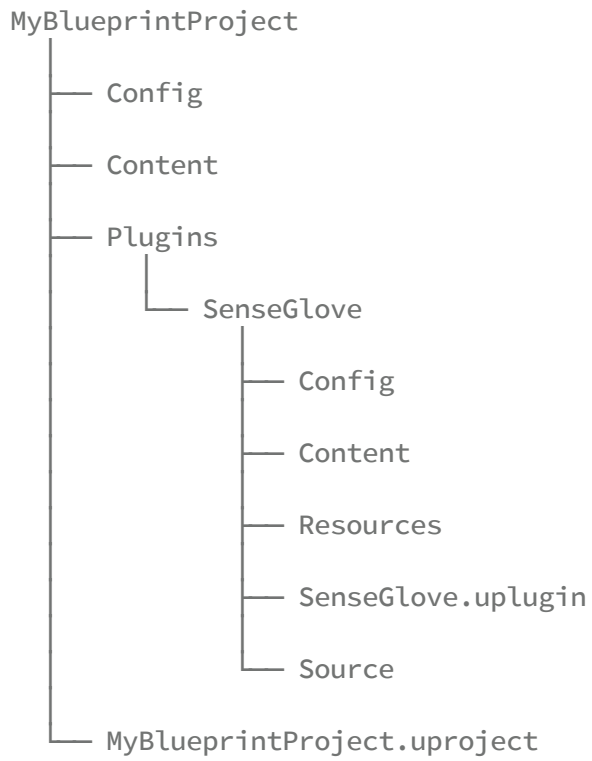 MyBlueprintProject
Config
Content
Plugins
SenseGlove
Config
Content
Resources
SenseGlove.uplugin
Source
MyBlueprintProject.uproject